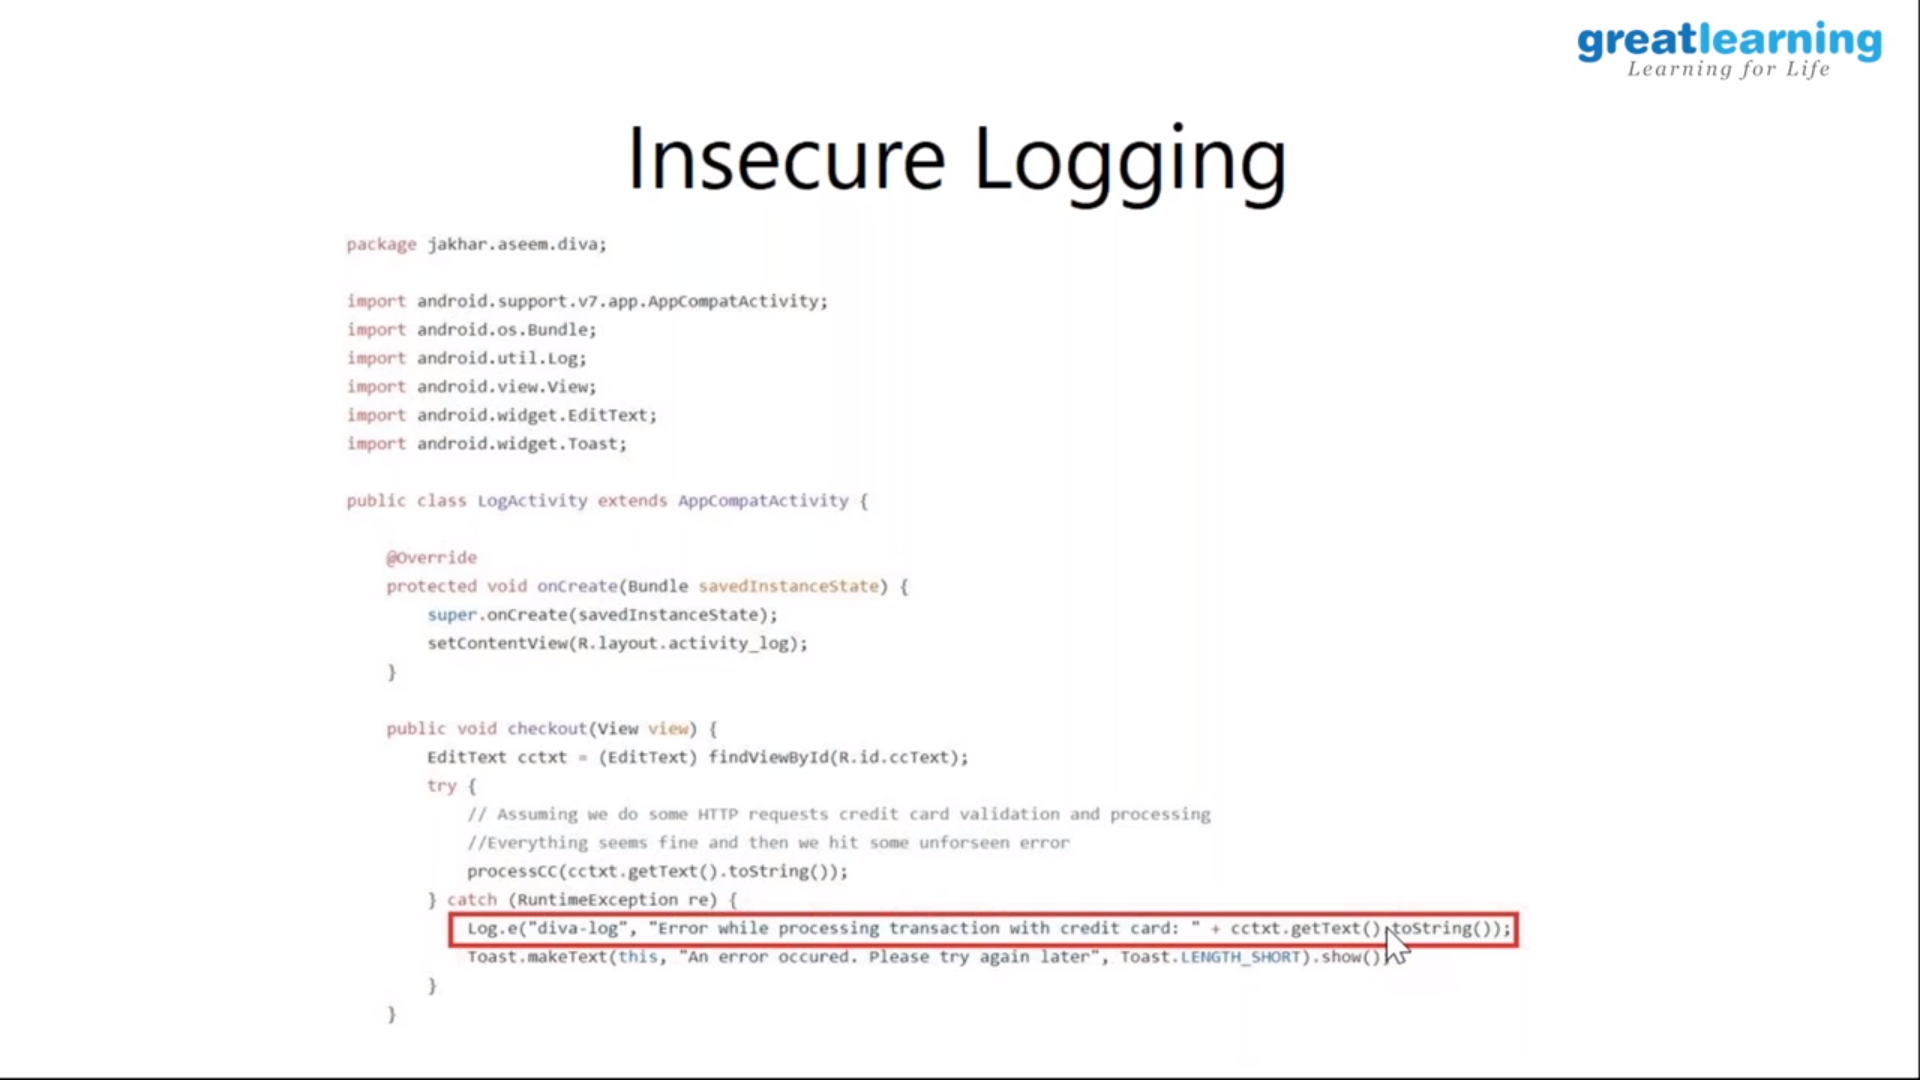 greatlearning
Learning for Life
Insecure Logging
package jakhar.aseem.diva;
import android.support.v7.app.AppCompatActivity;
import android.os.Bundle;
import android.util.Log;
import android.view.View;
import android.widget.EditText;
import android.widget.Toast;
public class LogActivity extends AppCompatActivity {
@Override
protected void onCreate(Bundle savedInstanceState) {
super.onCreate(savedInstanceState);
setContentView(R.layout.activity_log);
}
public void checkout(View view) {
EditText cctxt = (EditText) findViewById(R.id.ccText);
try {
// Assuming we do some HTTP requests credit card validation and processing
//Everything seems fine and then we hit some unforseen error
processCC(cctxt.getText().toString());
} catch (RuntimeException re) {
Log.e("diva-log", "Error while processing transaction with credit card: " + cctxt.getText().toString());
Toast.makeText(this, "An error occured. Please try again later", Toast.LENGTH_SHORT).show();
}
}